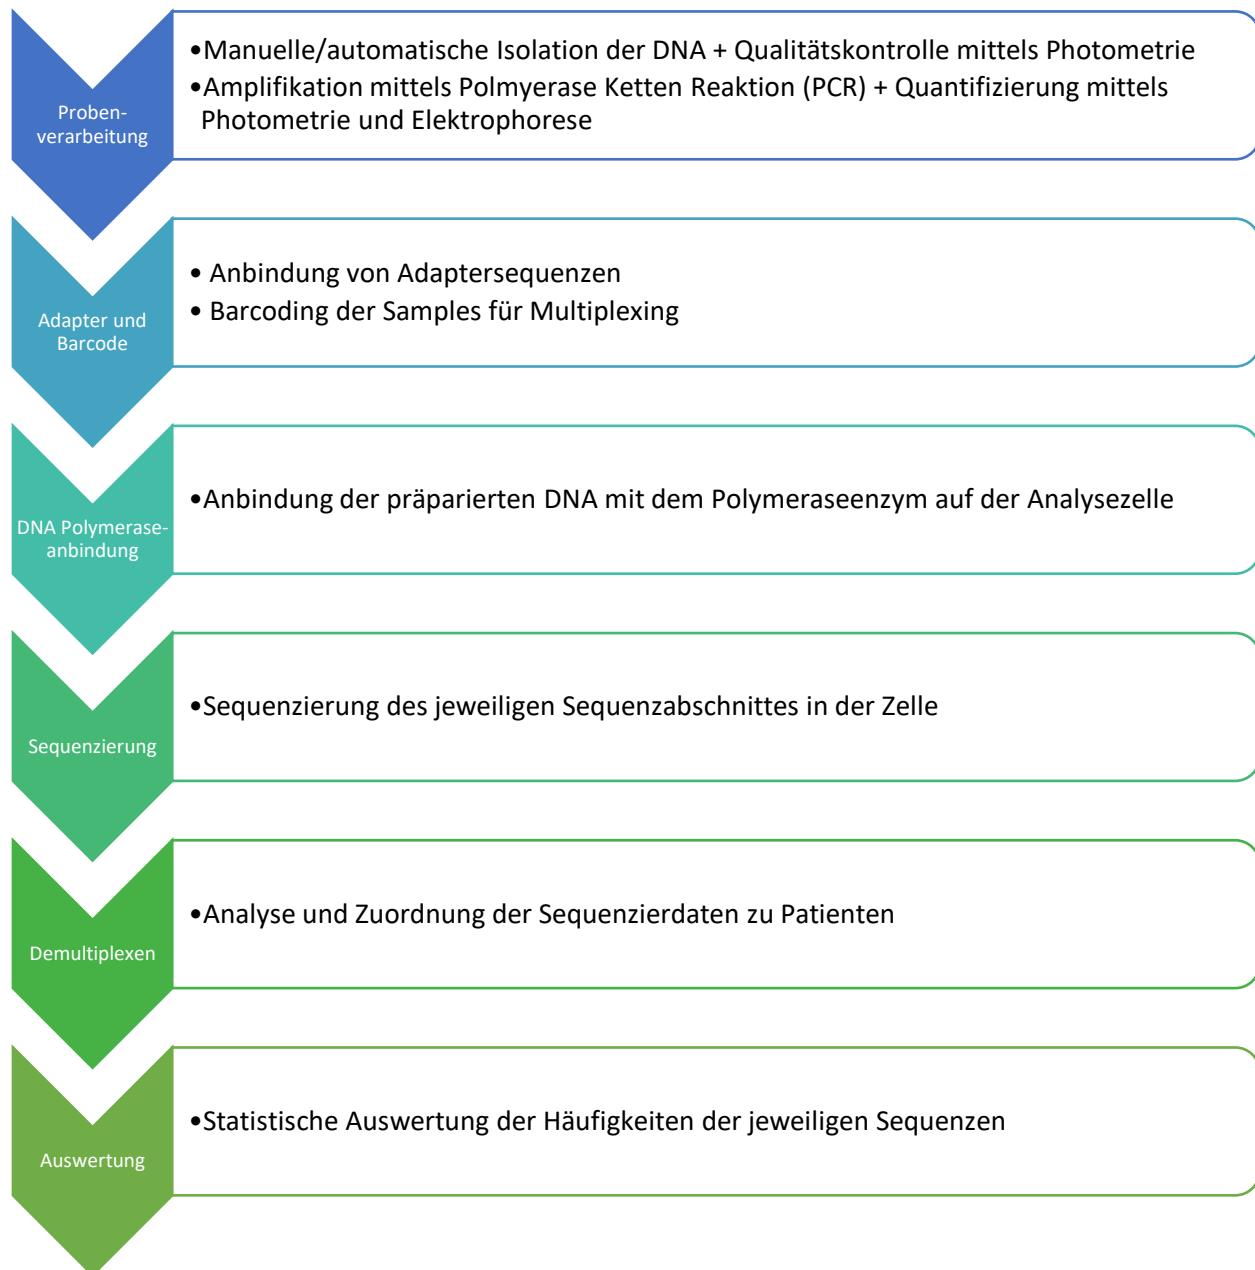 Proben-
verarbeitung
•Manuelle/automatische Isolation der DNA + Qualitätskontrolle mittels Photometrie
•Amplifikation mittels Polmyerase Ketten Reaktion (PCR) + Quantifizierung mittels
Photometrie und Elektrophorese
Adapter und
Barcode
• Anbindung von Adaptersequenzen
• Barcoding der Samples für Multiplexing
DNA Polymerase-
anbindung
•Anbindung der präparierten DNA mit dem Polymeraseenzym auf der Analysezelle
Sequenzierung
•Sequenzierung des jeweiligen Sequenzabschnittes in der Zelle
Demultiplexen
•Analyse und Zuordnung der Sequenzierdaten zu Patienten
Auswertung
•Statistische Auswertung der Häufigkeiten der jeweiligen Sequenzen